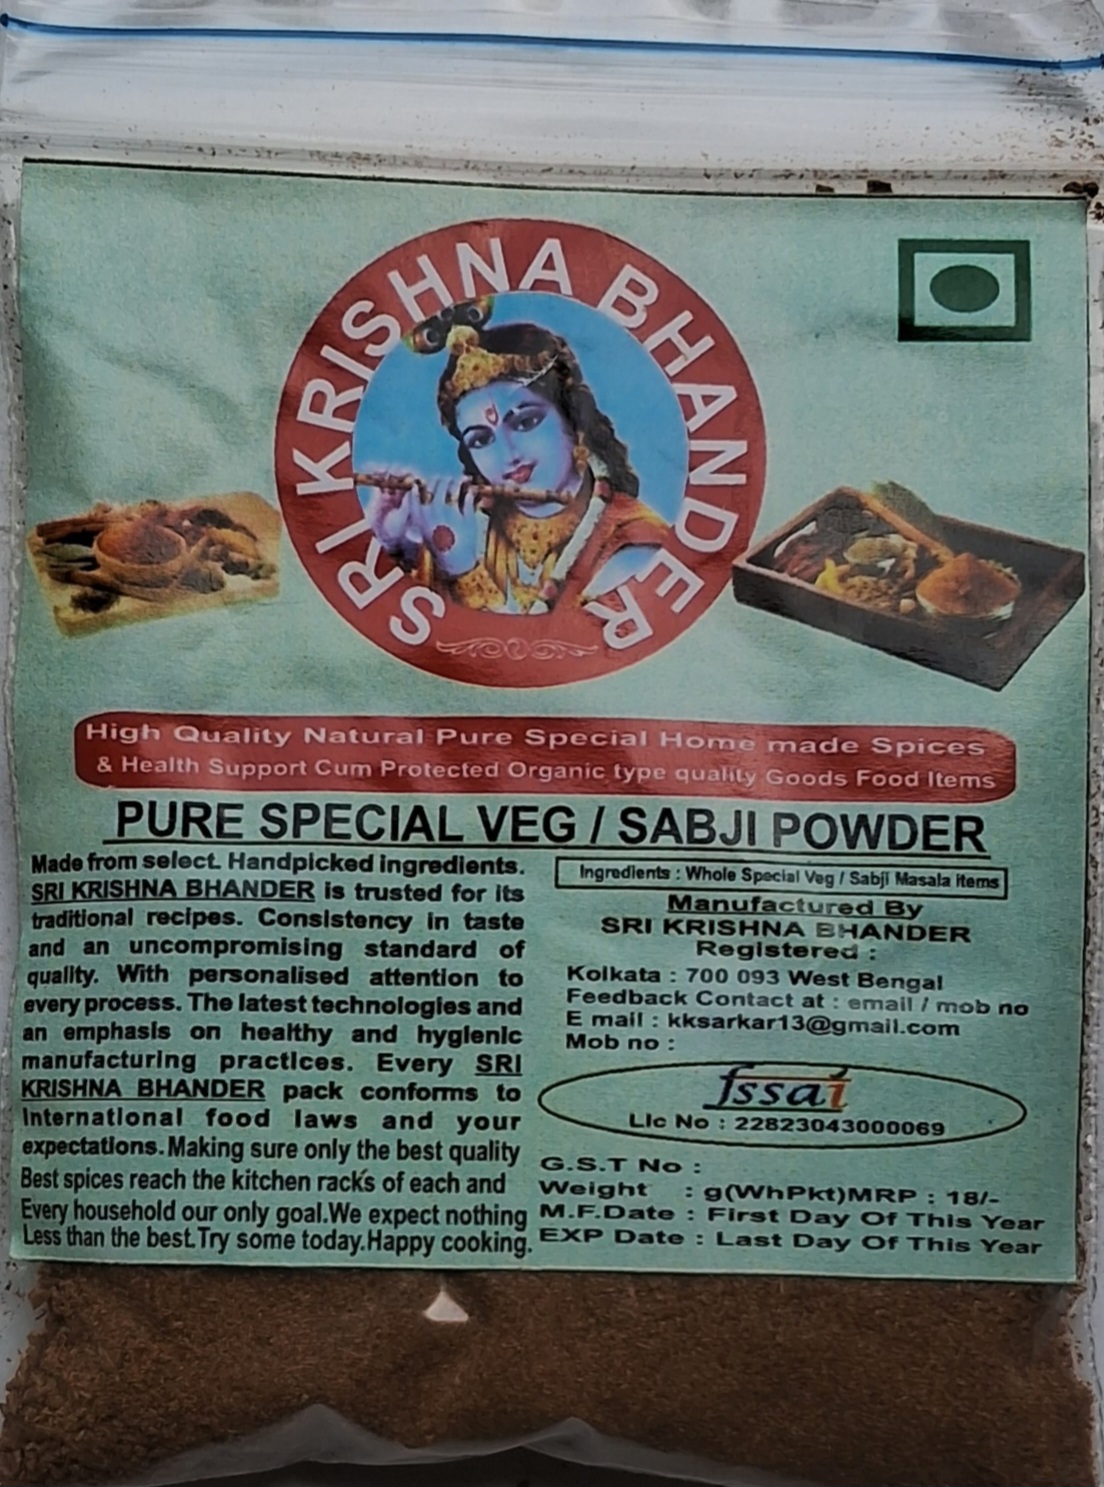 SRI KRISHNA BHANDER
High Quality Natural Pure Special Home made Spices
& Health Support Cum Protected Organic type quality Goods Food Items
PURE SPECIAL VEG / SABJI POWDER
Made from select. Handpicked ingredients.
SRI KRISHNA BHANDER is trusted for its
traditional recipes. Consistency in taste
and an uncompromising standard of
quality. With personalised attention to
every process. The latest technologies and
an emphasis on healthy and hygienic
manufacturing practices. Every SRI
KRISHNA BHANDER pack conforms to
International food laws and your
expectations. Making sure only the best quality
Best spices reach the kitchen racks of each and
Every household our only goal. We expect nothing
Less than the best. Try some today. Happy cooking.
Ingredients : Whole Special Veg / Sabji Masala items
Manufactured By
SRI KRISHNA BHANDER
Registered :
Kolkata : 700 093 West Bengal
Feedback Contact at : email / mob no
E mail : kksarkar13@gmail.com
Mob no :
fssai
Lic No : 22823043000069
G.S.T No :
Weight : g(WhPkt)MRP : 18/-
M.F.Date : First Day Of This Year
EXP Date : Last Day Of This Year